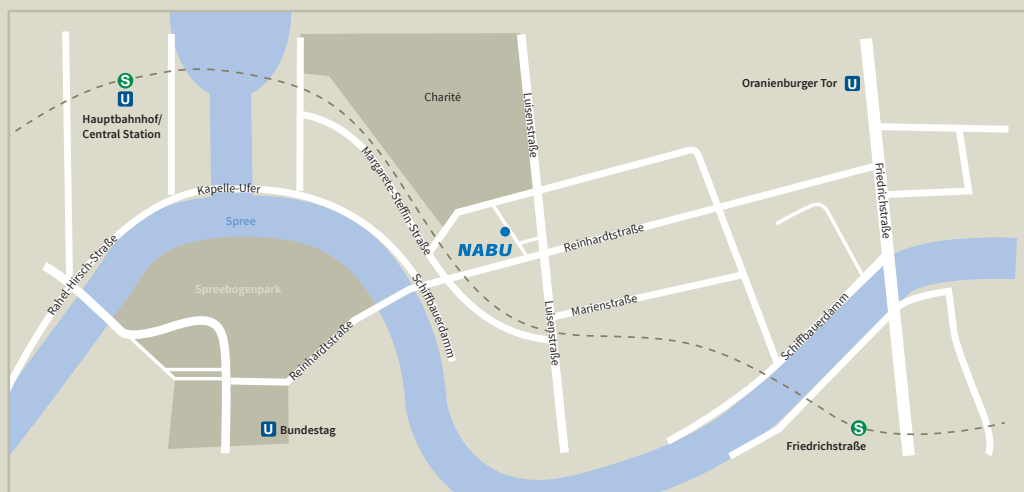 S
U
Hauptbahnhof/
Central Station
Charité
Luisenstraße
Oranienburger Tor U
Margarete-Steffin-Straße
Kapelle-Ufer
Friedrichstraße
Spree
Rahel-Hirsch-Straße
NABU
Reinhardtstraße
Spreebogenpark
Schiffbauerdamm
Marienstraße
Luisenstraße
Schiffbauerdamm
Reinhardtstraße
U Bundestag
S
Friedrichstraße